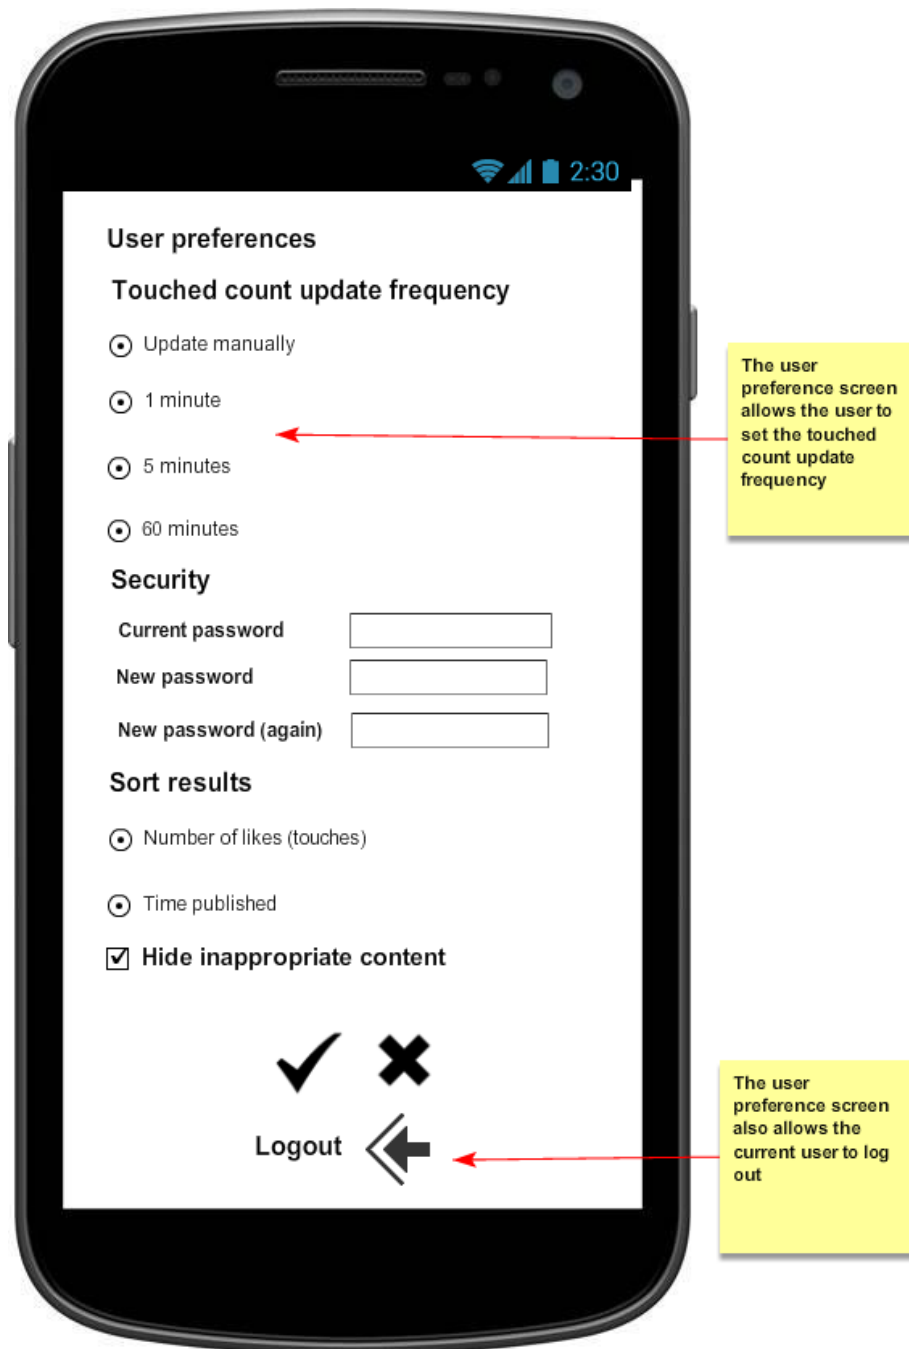 2:30
User preferences
Touched count update frequency
Update manually
1 minute
5 minutes
60 minutes
Security
Current password
New password
New password (again)
Sort results
Number of likes (touches)
Time published
Hide inappropriate content
Logout
The user
preference screen
allows the user to
set the touched
count update
frequency
The user
preference screen
also allows the
current user to log
out